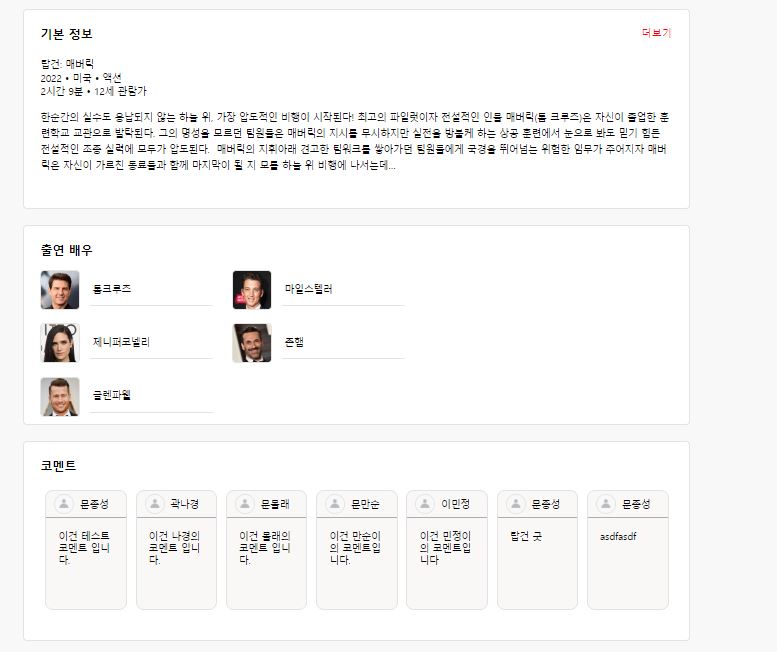 기본 정보
더보기
탑건: 매버릭
2022 • 미국 • 액션
2시간 9분 • 12세 관람가
한순간의 실수도 용납되지 않는 하늘 위, 가장 압도적인 비행이 시작된다! 최고의 파일럿이자 전설적인 인물 매버릭(톰 크루즈)은 자신이 졸업한 훈
련학교 교관으로 발탁된다. 그의 명성을 모르던 팀원들은 매버릭의 지시를 무시하지만 실전을 방불케 하는 상공 훈련에서 눈으로 봐도 믿기 힘든
전설적인 조종 실력에 모두가 압도된다. 매버릭의 지휘아래 견고한 팀워크를 쌓아가던 팀원들에게 국경을 뛰어넘는 위험한 임무가 주어지자 매버
릭은 자신이 가르친 동료들과 함께 마지막이 될 지 모를 하늘 위 비행에 나서는데…
출연 배우
톰크루즈
마일스텔러
제니퍼코넬리
존햄
글렌파웰
코멘트
문종성
이건 테스트
코멘트 입니
다.
곽나경
이건 나경의
코멘트 입니
다.
문몰래
이건 몰래의
코멘트 입니
다.
문만순
이건 만순이
의 코멘트입
니다.
이민정
이건 민정이
의 코멘트입
니다
문종성
탑건 굿
문종성
asdfasdf